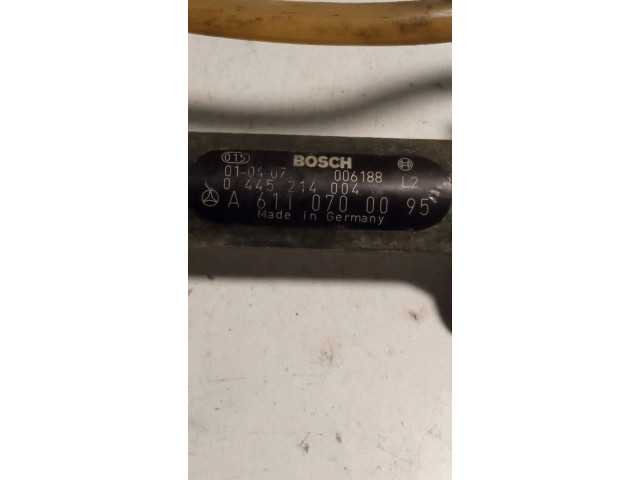 015 BOSCH
01-04-07 006188 L2
0 445 214 004
A 611 070 00 95
Made in Germany